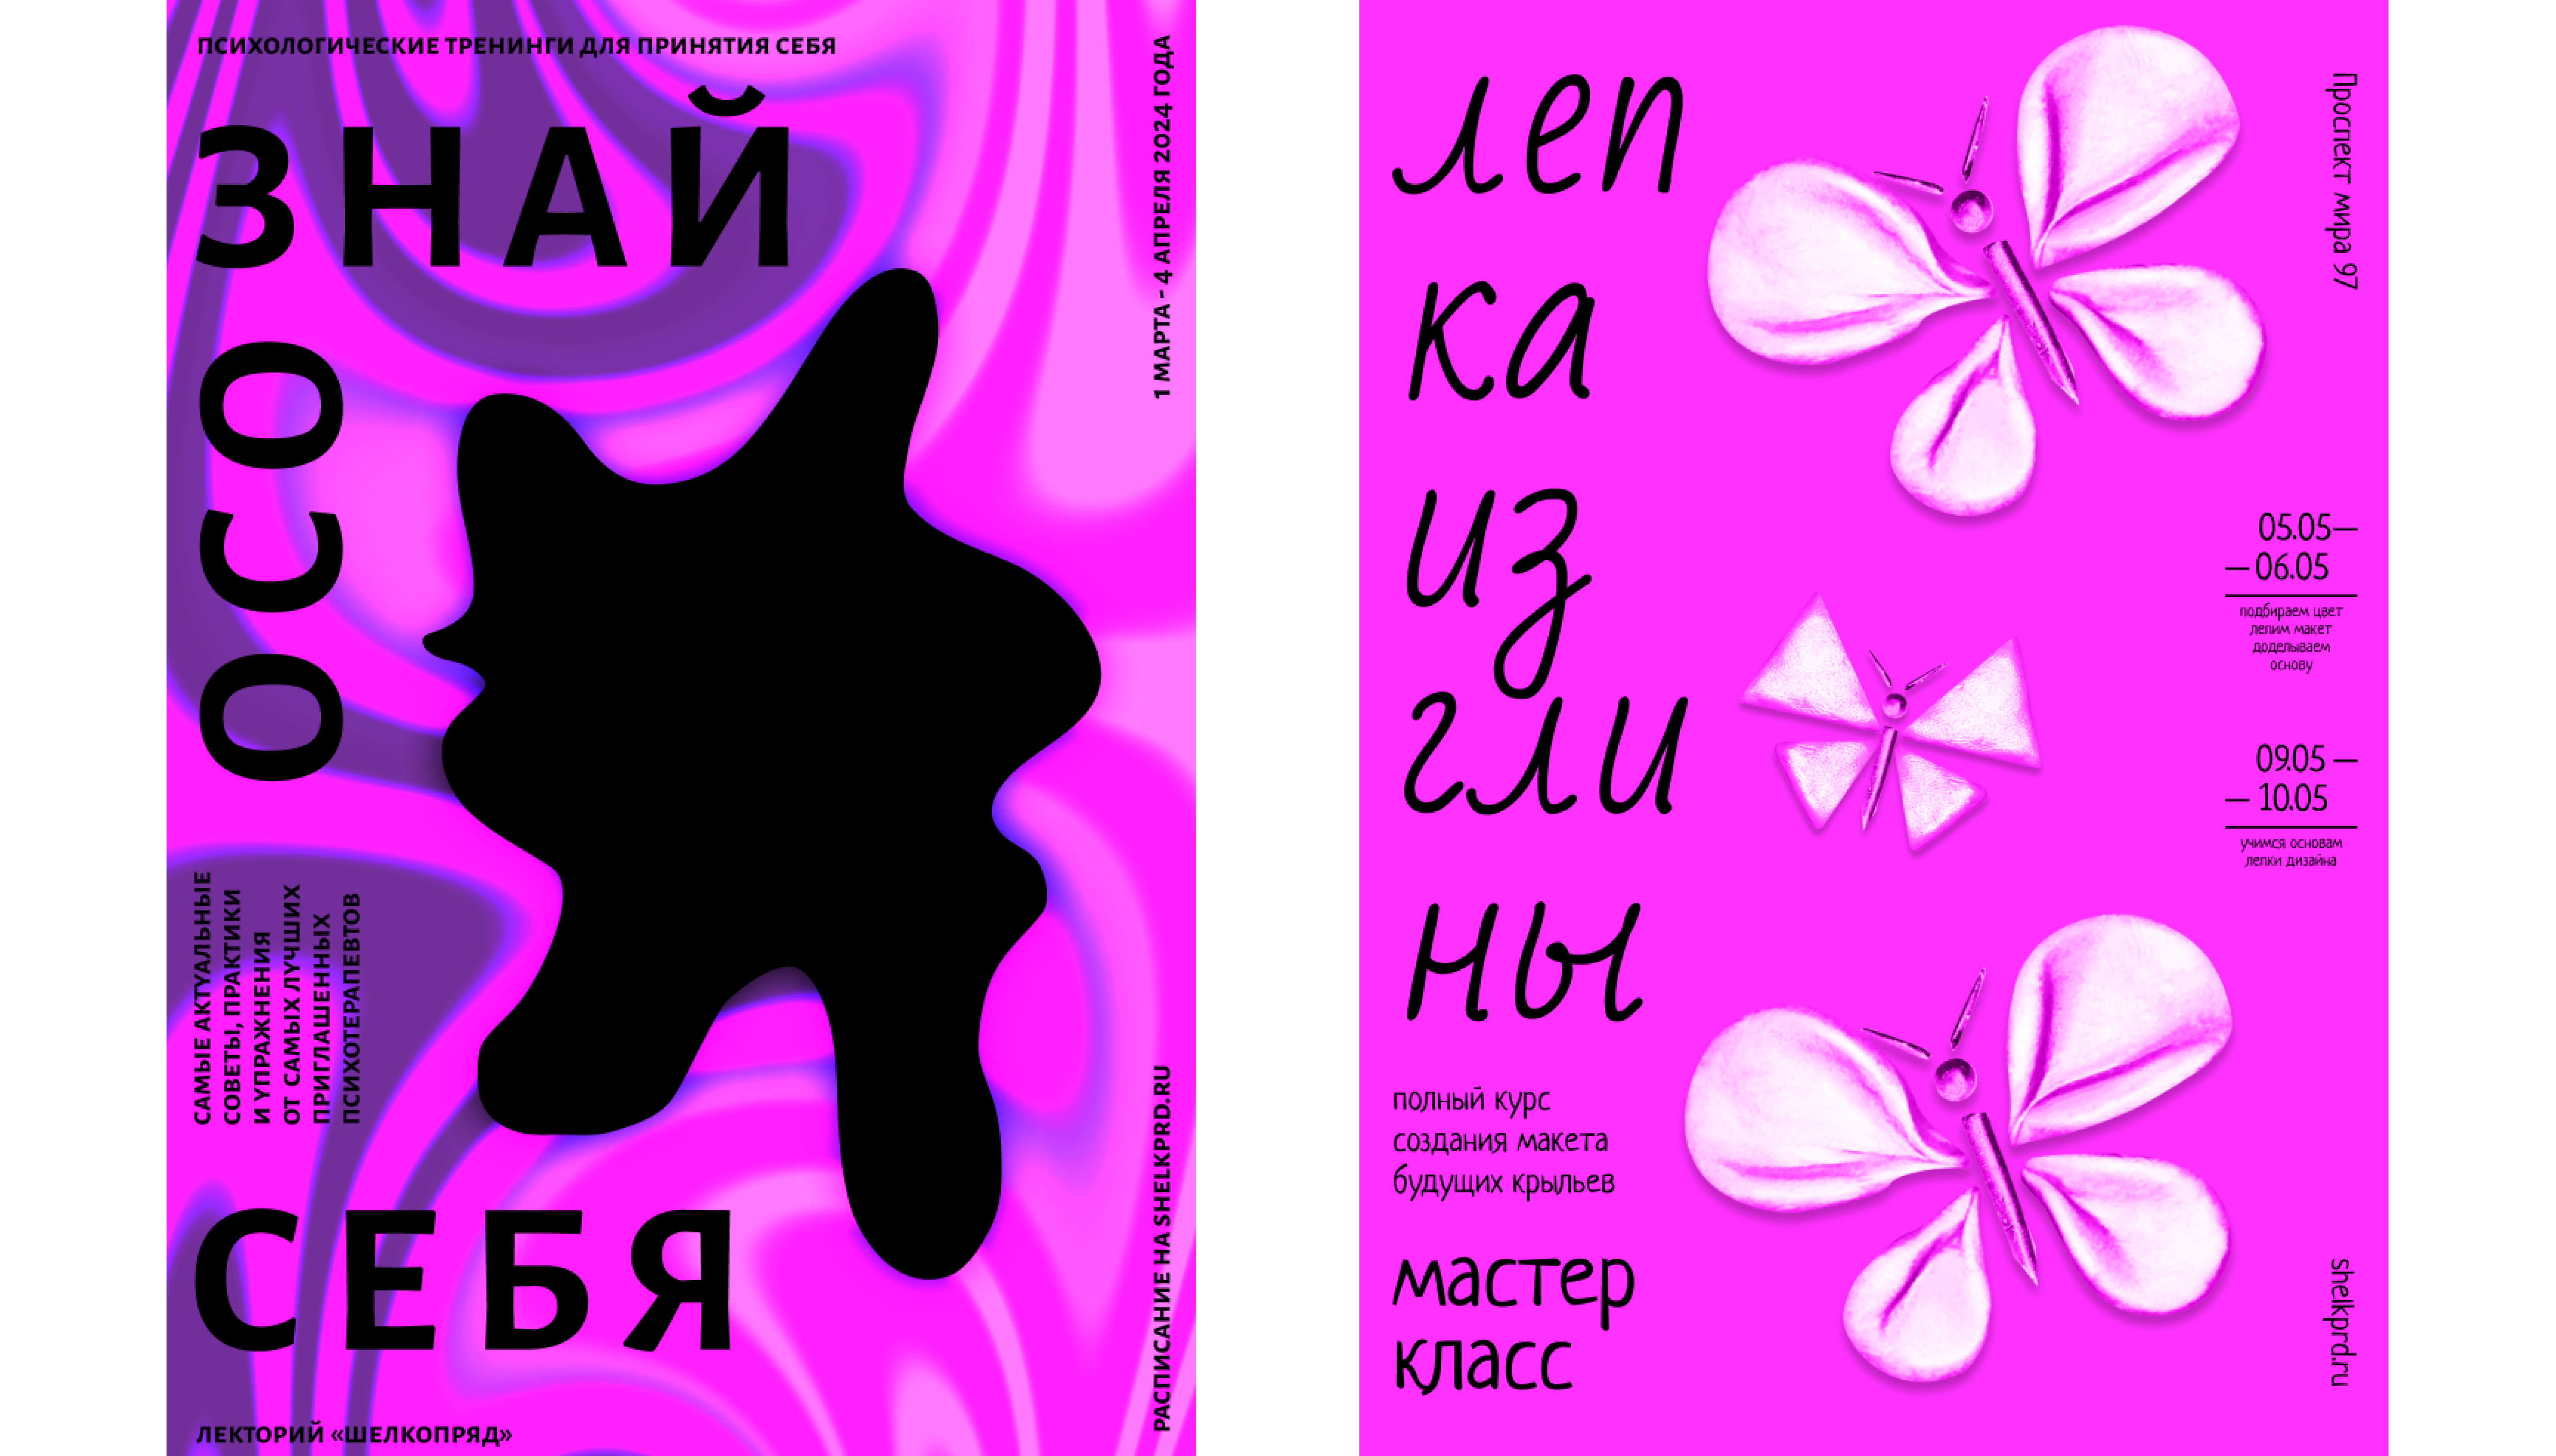 ПСИХОЛОГИЧЕСКИЕ ТРЕНИНГИ ДЛЯ ПРИНЯТИЯ СЕБЯ
1 МАРТА - 4 АПРЕЛЯ 2024 ГОДА
ЗНАЙ
ОСО
САМЫЕ АКТУАЛЬНЫЕ
СОВЕТЫ, ПРАКТИКИ
И УПРАЖНЕНИЯ
ОТ САМЫХ ЛУЧШИХ
ПРИГЛАШЕННЫХ
ПСИХОТЕРАПЕВТОВ
СЕБЯ
РАСПИСАНИЕ НА SHELKPRD.RU
ЛЕКТОРИЙ «ШЕЛКОПРЯД»
леп
ка
из
гли
ны
Проспект мира 97
05.05—
—06.05
подбираем цвет
лепим макет
доделываем
основу
09.05 —
— 10.05
учимся основам
лепки дизайна
полный курс
создания макета
будущих крыльев
мастер
класс
shelkprd.ru